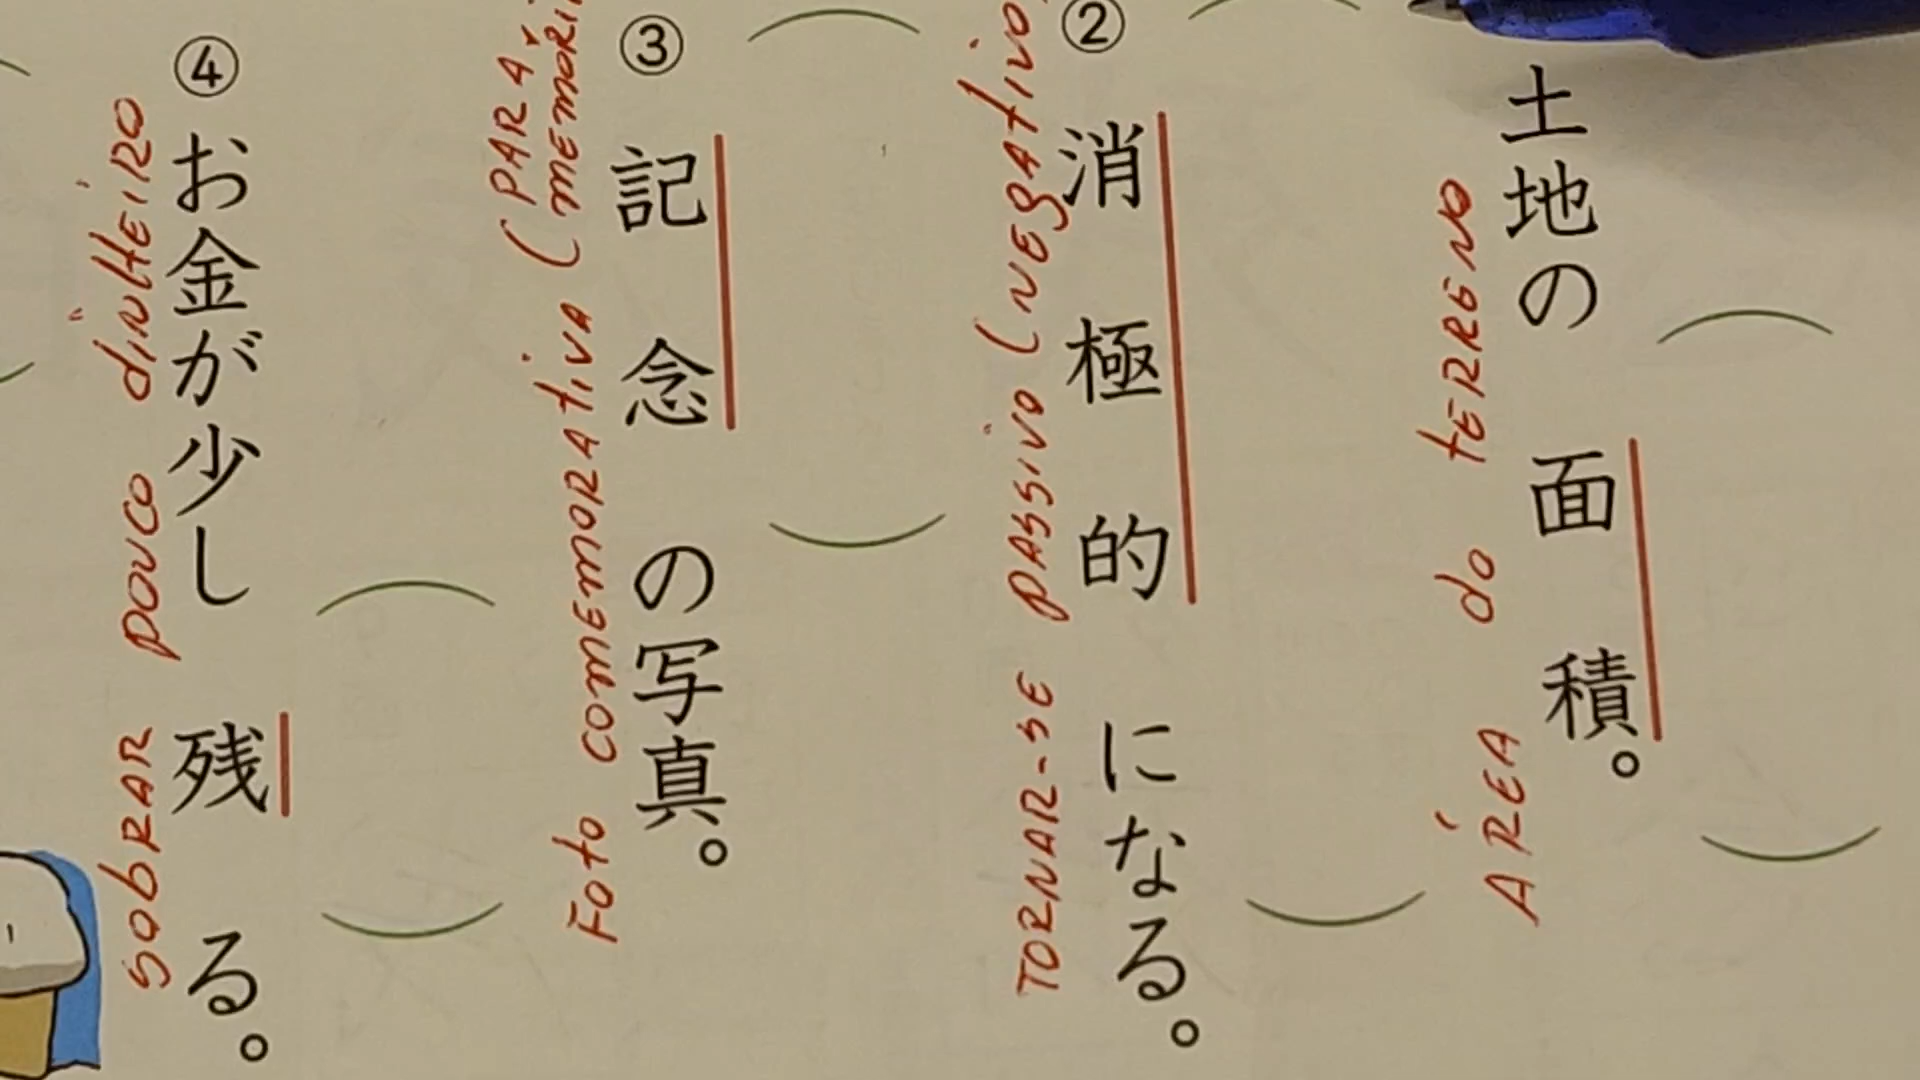 土地の面積。
ÁREA do TERRENO
② 消極的になる。
TORNAR-SE PASSIVO (NEGATIVO
③ 記念の写真。
FOTO COMEMORATIVA (PARA
④ お金が少し残る。
SOBRAR POUCO DINHEIRO